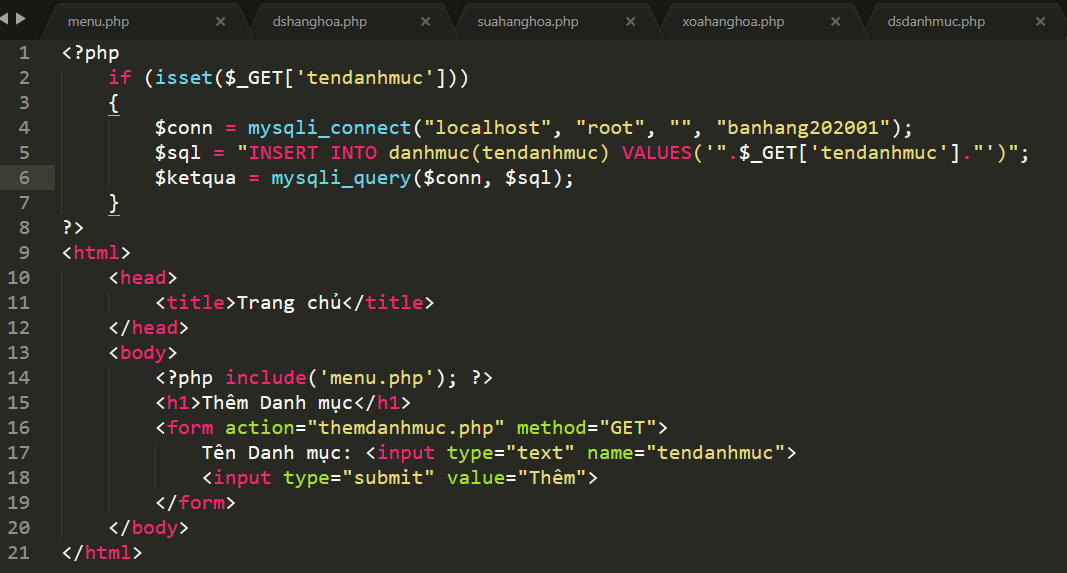 menu.php × dshanghoa.php × suahanghoa.php × xoahanghoa.php × dsdanhmuc.php ×
1 <?php
2 if (isset($_GET['tendanhmuc']))
3 {
4 $conn = mysqli_connect("localhost", "root", "", "banhang202001");
5 $sql = "INSERT INTO danhmuc(tendanhmuc) VALUES('".$_GET['tendanhmuc']."')";
6 $ketqua = mysqli_query($conn, $sql);
7 }
8 ?>
9 <html>
10 <head>
11 <title>Trang chủ</title>
12 </head>
13 <body>
14 <?php include('menu.php'); ?>
15 <h1>Thêm Danh mục</h1>
16 <form action="themdanhmuc.php" method="GET">
17 Tên Danh mục: <input type="text" name="tendanhmuc">
18 <input type="submit" value="Thêm">
19 </form>
20 </body>
21 </html>